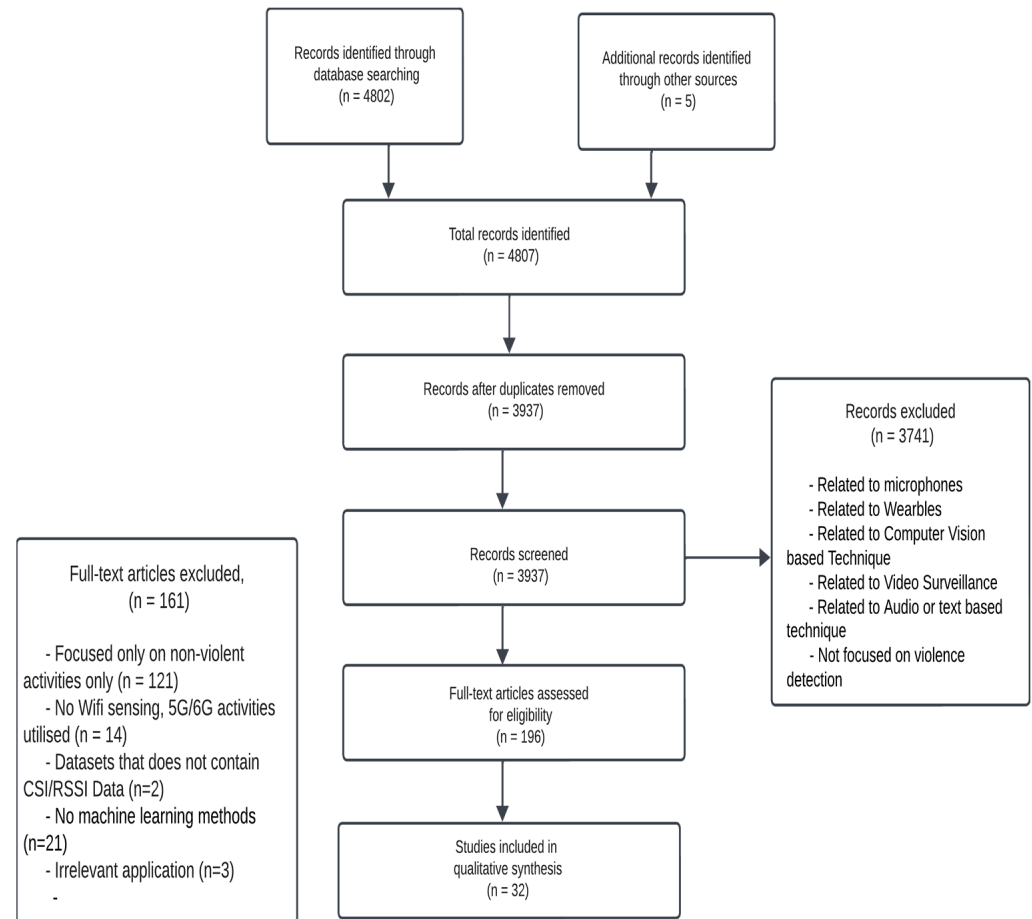 Records identified through
database searching
(n = 4802)
Additional records identified
through other sources
(n = 5)
Total records identified
(n = 4807)
Records after duplicates removed
(n = 3937)
Records screened
(n = 3937)
Records excluded
(n = 3741)
- Related to microphones
- Related to Wearbles
- Related to Computer Vision
based Technique
- Related to Video Surveillance
- Related to Audio or text based
technique
- Not focused on violence
detection
Full-text articles assessed
for eligibility
(n = 196)
Full-text articles excluded,
(n = 161)
- Focused only on non-violent
activities only (n = 121)
- No Wifi sensing, 5G/6G activities
utilised (n = 14)
- Datasets that does not contain
CSI/RSSI Data (n=2)
- No machine learning methods
(n=21)
- Irrelevant application (n=3)
-
Studies included in
qualitative synthesis
(n = 32)